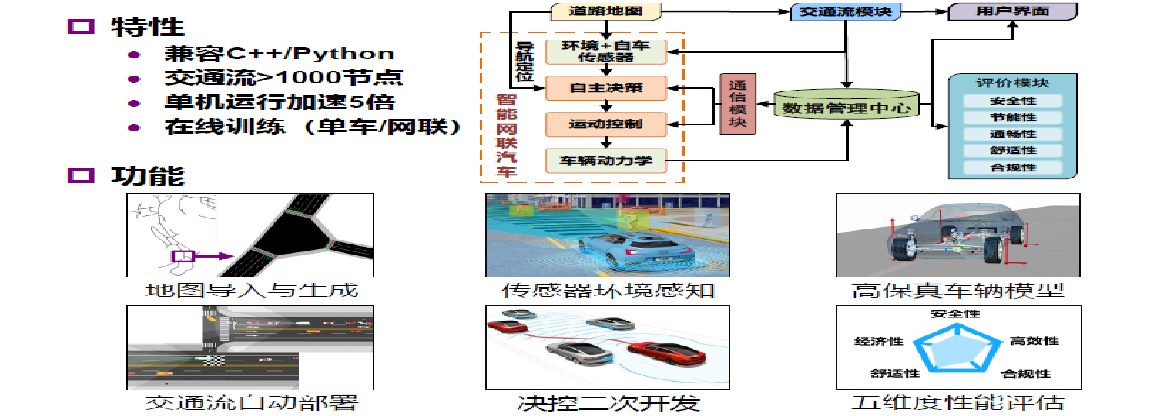 特性
兼容C++/Python
交通流>1000节点
单机运行加速5倍
在线训练（单车/网联）
道路地图
交通流模块
用户界面
导航定位
环境+自车
传感器
自主决策
运动控制
车辆动力学
智能网联汽车
通信模块
数据管理中心
评价模块
安全性
节能性
通畅性
舒适性
合规性
功能
地图导入与生成
传感器环境感知
高保真车辆模型
交通流自动部署
决控二次开发
安全性
经济性
高效性
舒适性
合规性
五维度性能评估